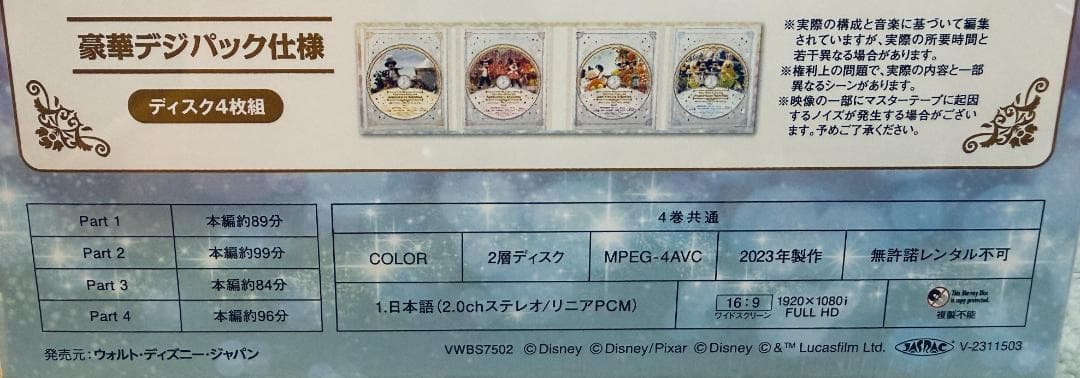 豪華デジパック仕様
ディスク4枚組
※実際の構成と音楽に基づいて編集
されていますが、実際の所要時間と
若干異なる場合があります。
※権利上の問題で、実際の内容と一部
異なるシーンがあります。
※映像の一部にマスターテープに起因
するノイズが発生する場合がござい
ます。予めご了承ください。
Part 1 本編約89分
Part 2 本編約99分
Part 3 本編約84分
Part 4 本編約96分
4巻共通
COLOR 2層ディスク MPEG-4AVC 2023年製作 無許諾レンタル不可
1.日本語(2.0chステレオ/リニアPCM)
16:9
ワイドスクリーン
1920×1080i
FULL HD
This Blu-ray Disc
is copy protected.
複製不能
発売元:ウォルト・ディズニー・ジャパン
VWBS7502 ©Disney ©Disney/Pixar ©Disney ©&™ Lucasfilm Ltd. JASRAC V-2311503